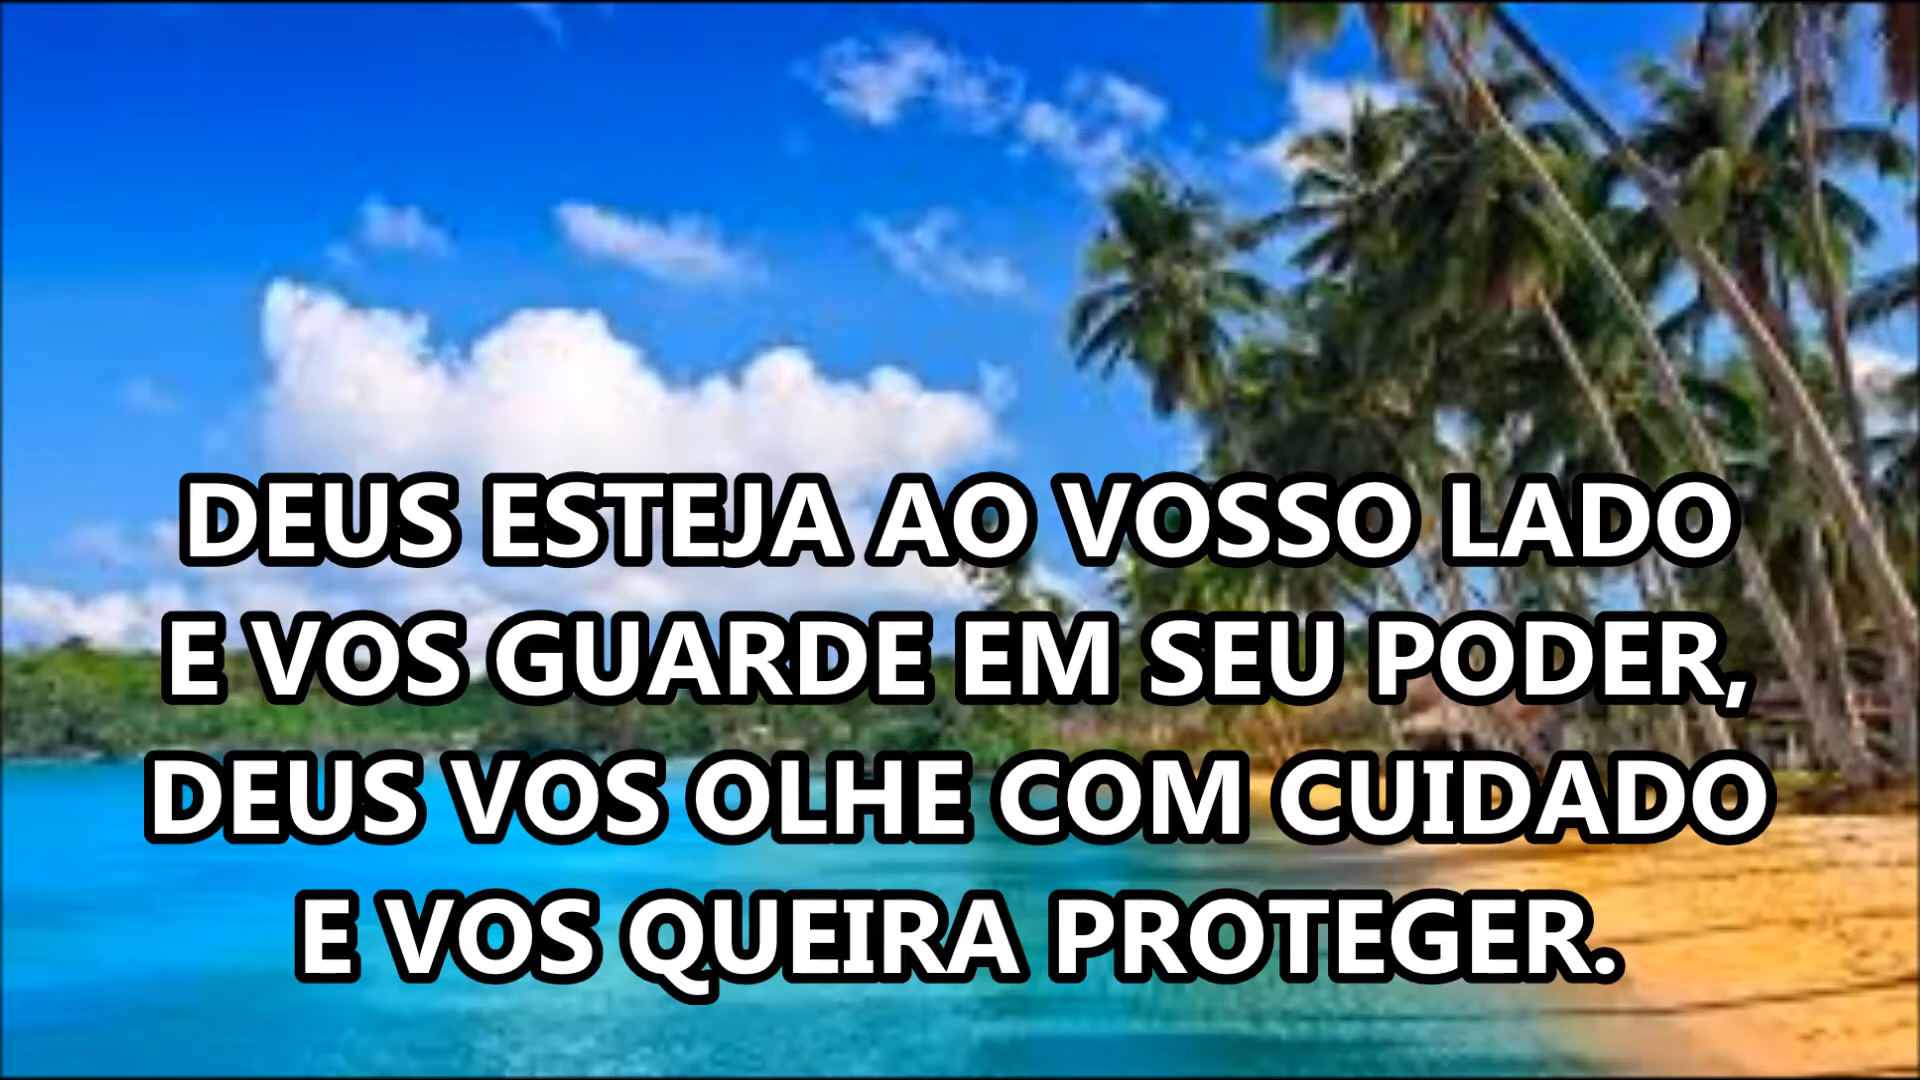 DEUS ESTEJA AO VOSSO LADO
E VOS GUARDE EM SEU PODER,
DEUS VOS OLHE COM CUIDADO
E VOS QUEIRA PROTEGER.